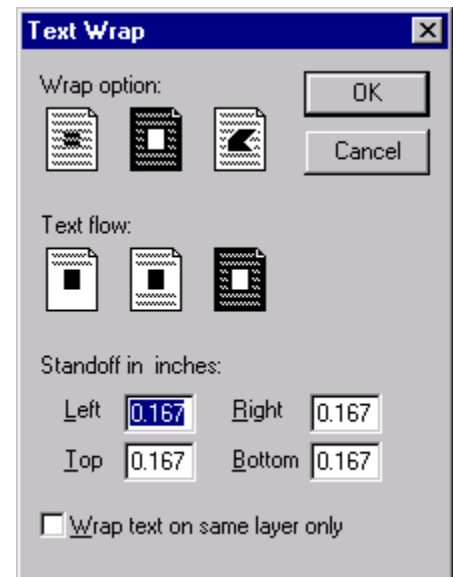 Text Wrap
Wrap option:
OK
Cancel
Text flow:
Standoff in inches:
Left 0.167 Right 0.167
Top 0.167 Bottom 0.167
Wrap text on same layer only